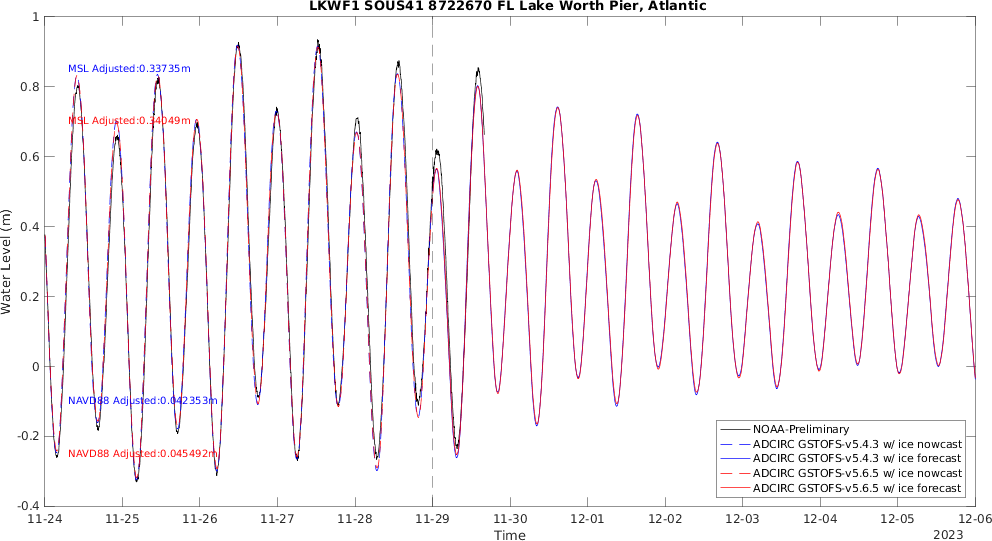 LKWF1 SOUS41 8722670 FL Lake Worth Pier, Atlantic
1
0.8
0.6
0.4
0.2
0
-0.2
-0.4
Water Level (m)
MSL Adjusted:0.33735m
MSL Adjusted:0.34049m
NAVD88 Adjusted:0.042353m
NAVD88 Adjusted:0.045492m
NOAA-Preliminary
ADCIRC GSTOFS-v5.4.3 w/ ice nowcast
ADCIRC GSTOFS-v5.4.3 w/ ice forecast
ADCIRC GSTOFS-v5.6.5 w/ ice nowcast
ADCIRC GSTOFS-v5.6.5 w/ ice forecast
11-24 11-25 11-26 11-27 11-28 11-29 11-30 12-01 12-02 12-03 12-04 12-05 12-06
Time
2023